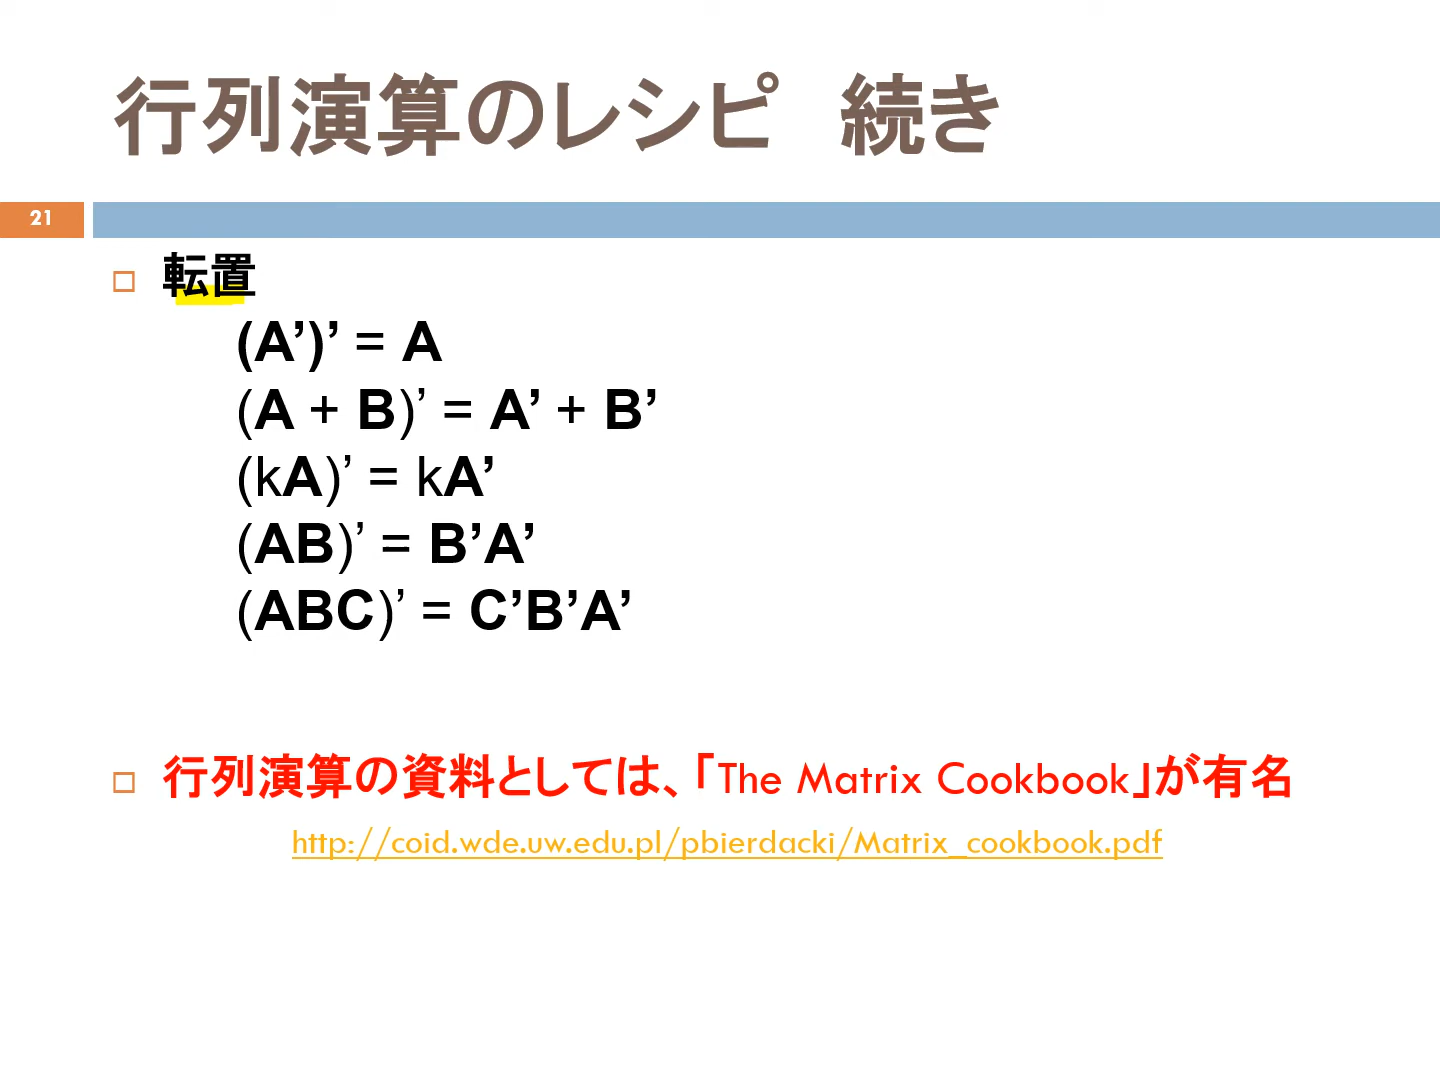 行列演算のレシピ　続き
21
転置
(A’)’ = A
(A + B)’ = A’ + B’
(kA)’ = kA’
(AB)’ = B’A’
(ABC)’ = C’B’A’
行列演算の資料としては、「The Matrix Cookbook」が有名
http://coid.wde.uw.edu.pl/pbierdacki/Matrix_cookbook.pdf